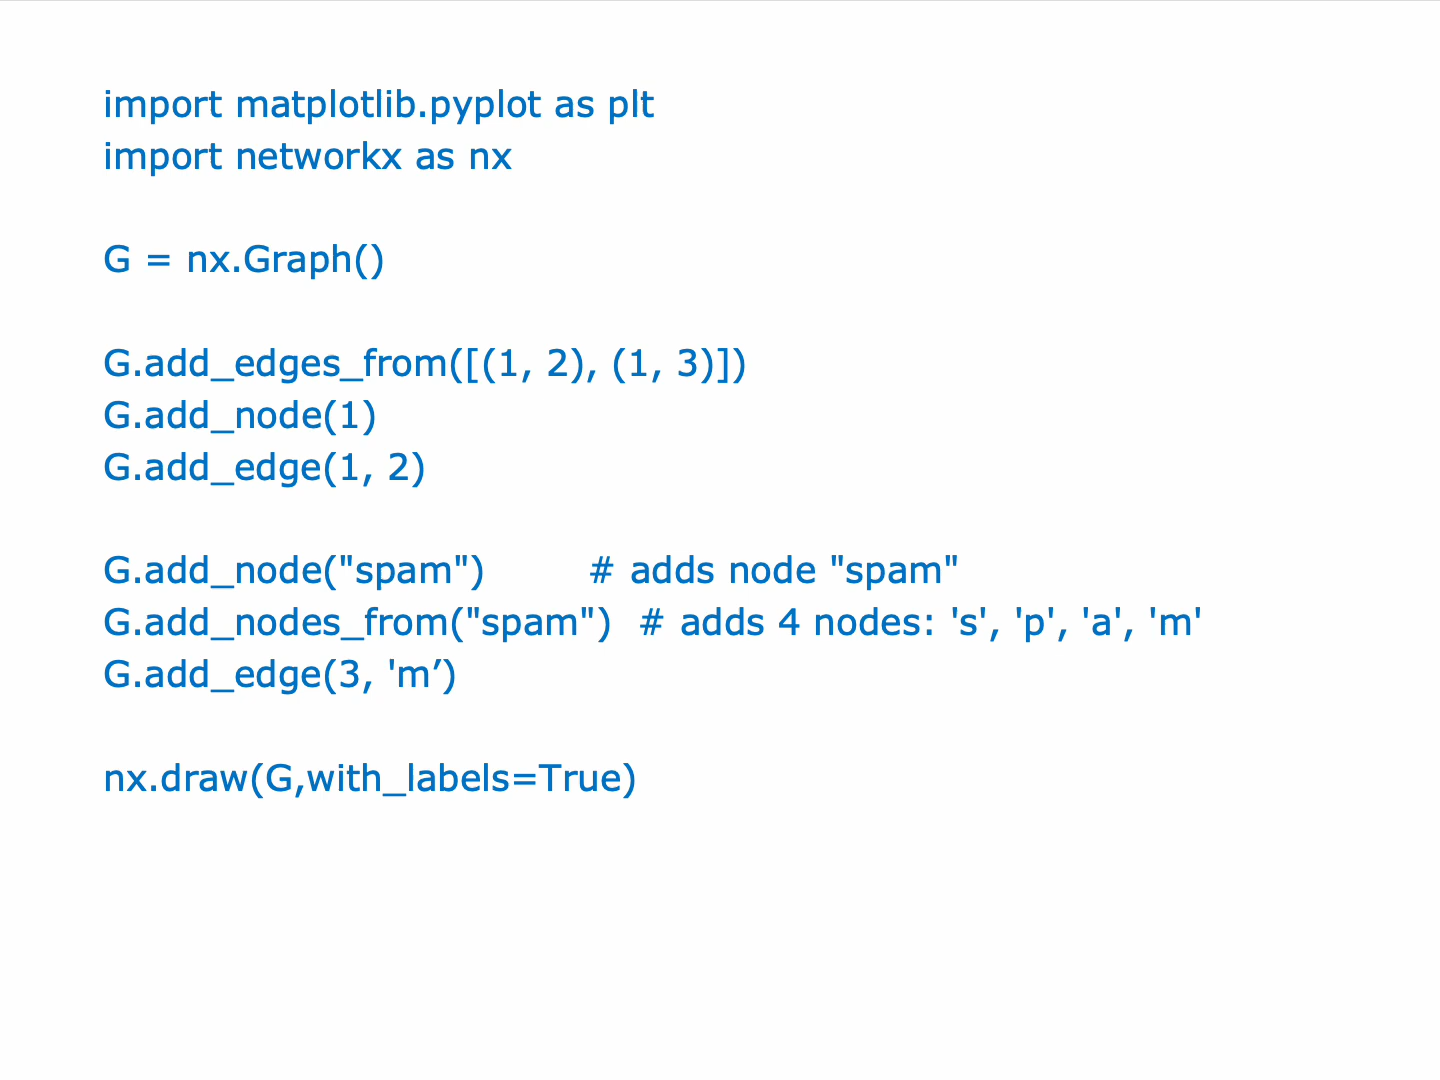 import matplotlib.pyplot as plt
import networkx as nx
G = nx.Graph()
G.add_edges_from([(1, 2), (1, 3)])
G.add_node(1)
G.add_edge(1, 2)
G.add_node("spam")        # adds node "spam"
G.add_nodes_from("spam")  # adds 4 nodes: 's', 'p', 'a', 'm'
G.add_edge(3, 'm’)
nx.draw(G,with_labels=True)